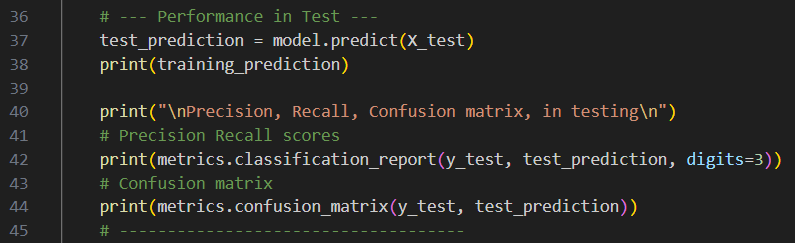 36 # --- Performance in Test ---
37 test_prediction = model.predict(X_test)
38 print(training_prediction)
39
40 print("\nPrecision, Recall, Confusion matrix, in testing\n")
41 # Precision Recall scores
42 print(metrics.classification_report(y_test, test_prediction, digits=3))
43 # Confusion matrix
44 print(metrics.confusion_matrix(y_test, test_prediction))
45 # ------------------------------------